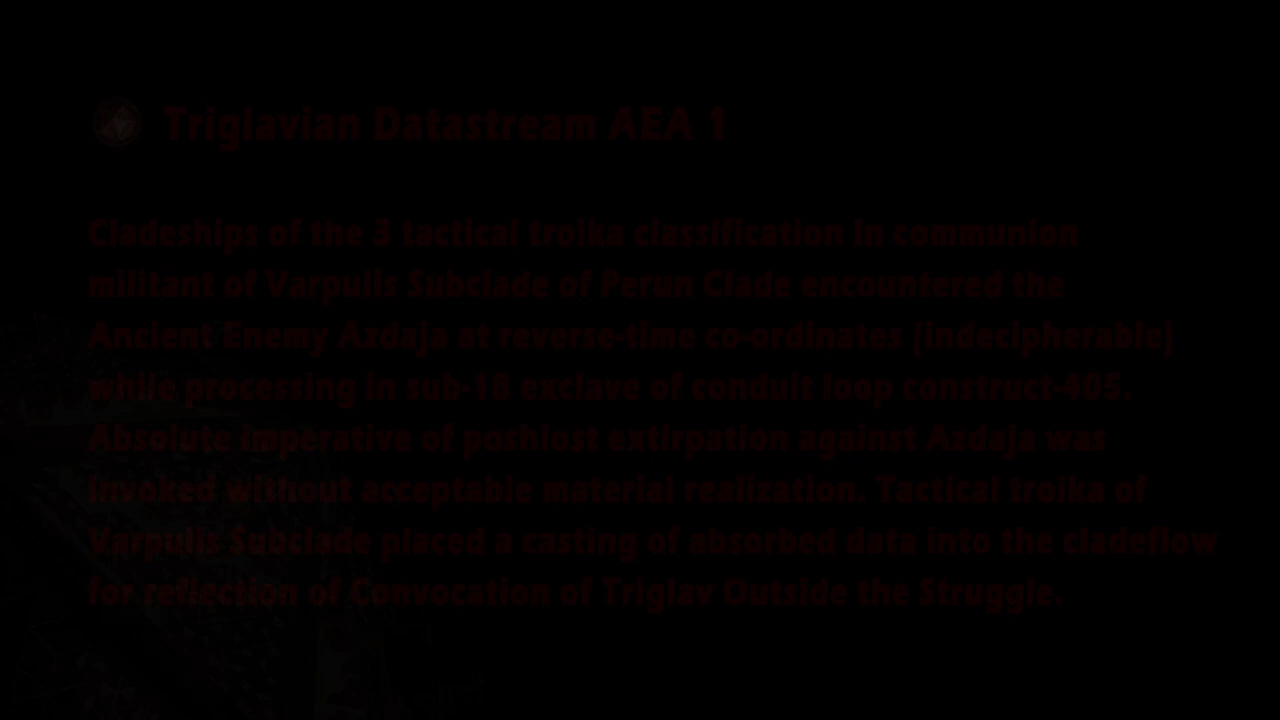 Triglavian Datastream AEA 1
Cladeships of the 3 tactical troika classification in communion
militant of Varpulis Subclade of Perun Clade encountered the
Ancient Enemy Azdaja at reverse-time co-ordinates [indecipherable]
while processing in sub-18 exclave of conduit loop construct-405.
Absolute imperative of poshlost extirpation against Azdaja was
invoked without acceptable material realization. Tactical troika of
Varpulis Subclade placed a casting of absorbed data into the cladeflow
for reflection of Convocation of Triglav Outside the Struggle.